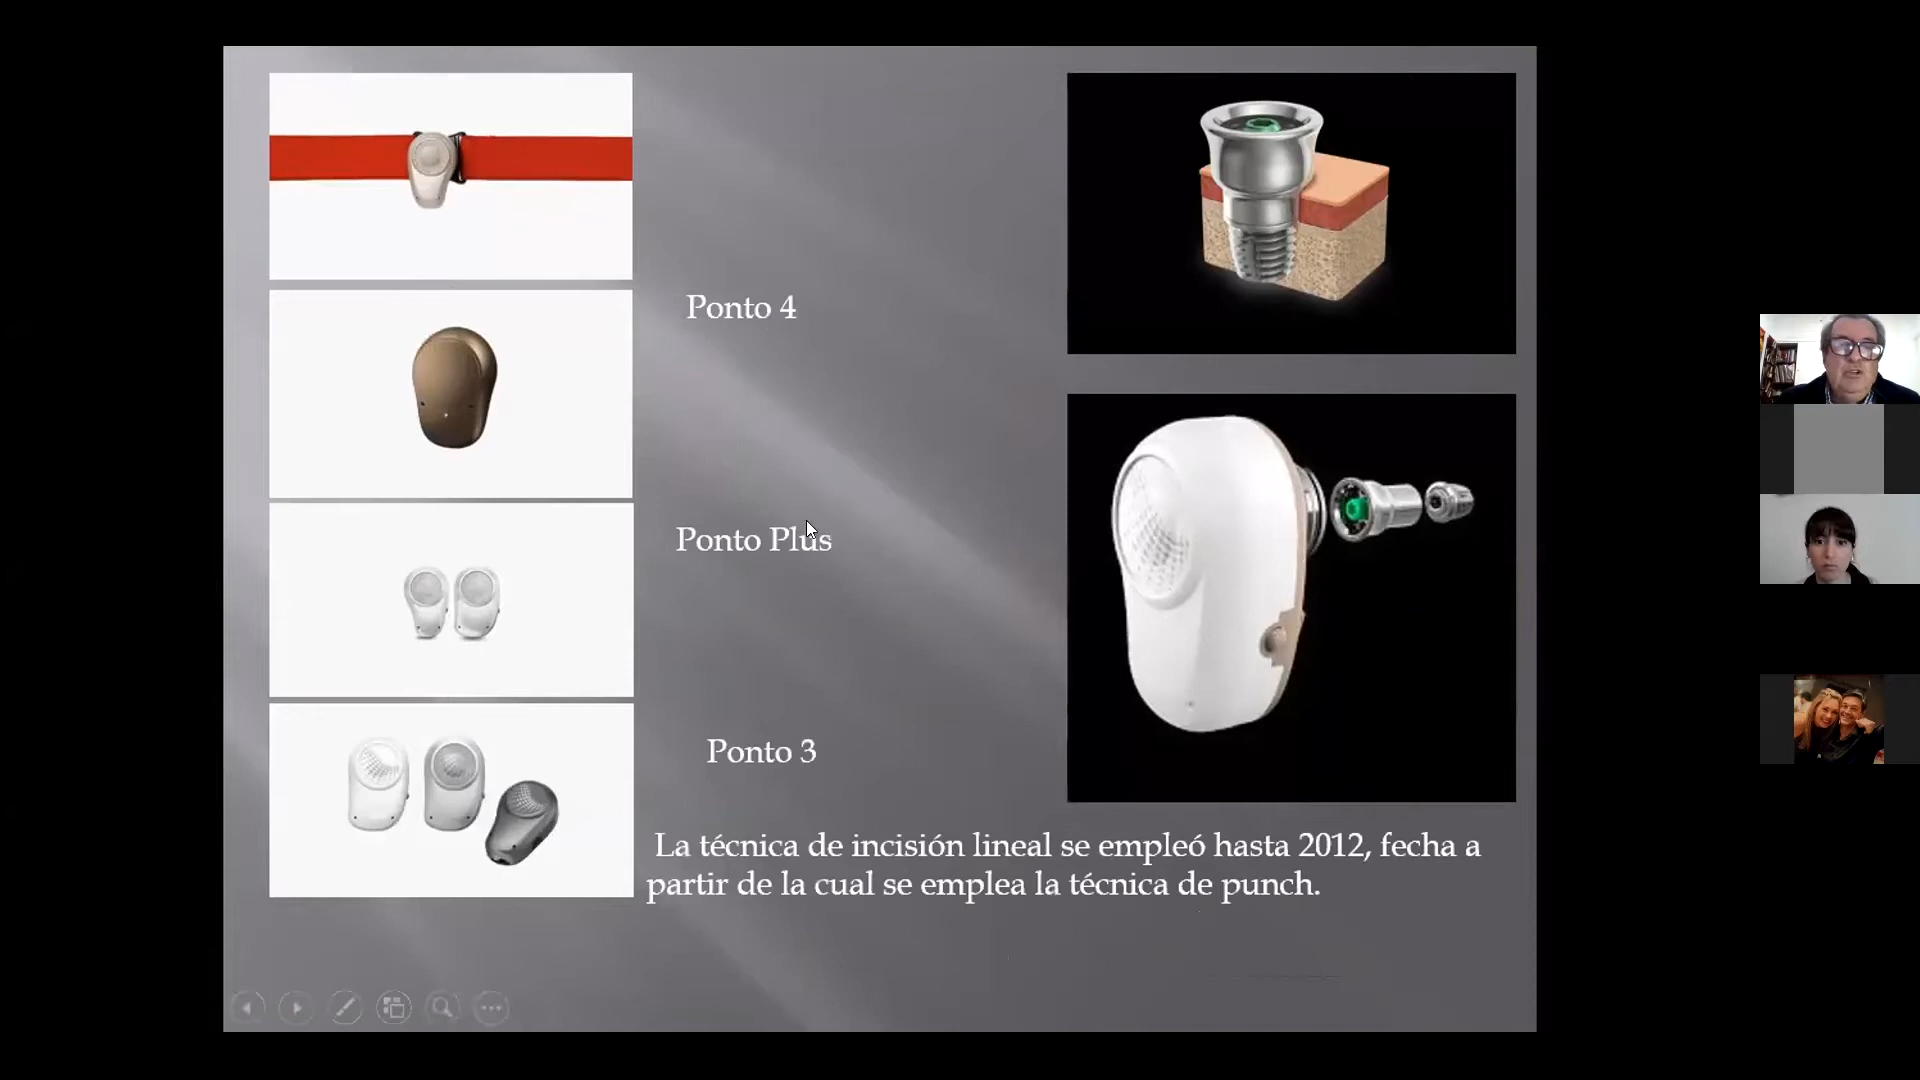 Ponto 4
Ponto Plus
Ponto 3
La técnica de incisión lineal se empleó hasta 2012, fecha a
partir de la cual se emplea la técnica de punch.